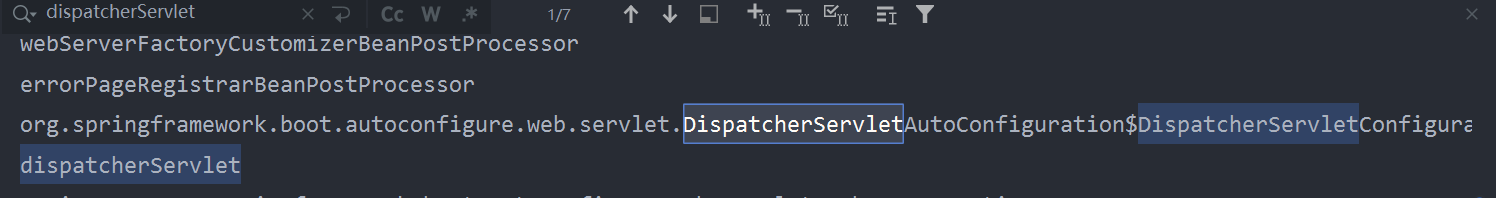 dispatcherServlet
Cc W .* 1/7
webServerFactoryCustomizerBeanPostProcessor
errorPageRegistrarBeanPostProcessor
org.springframework.boot.autoconfigure.web.servlet.DispatcherServletAutoConfiguration$DispatcherServletConfigura
dispatcherServlet